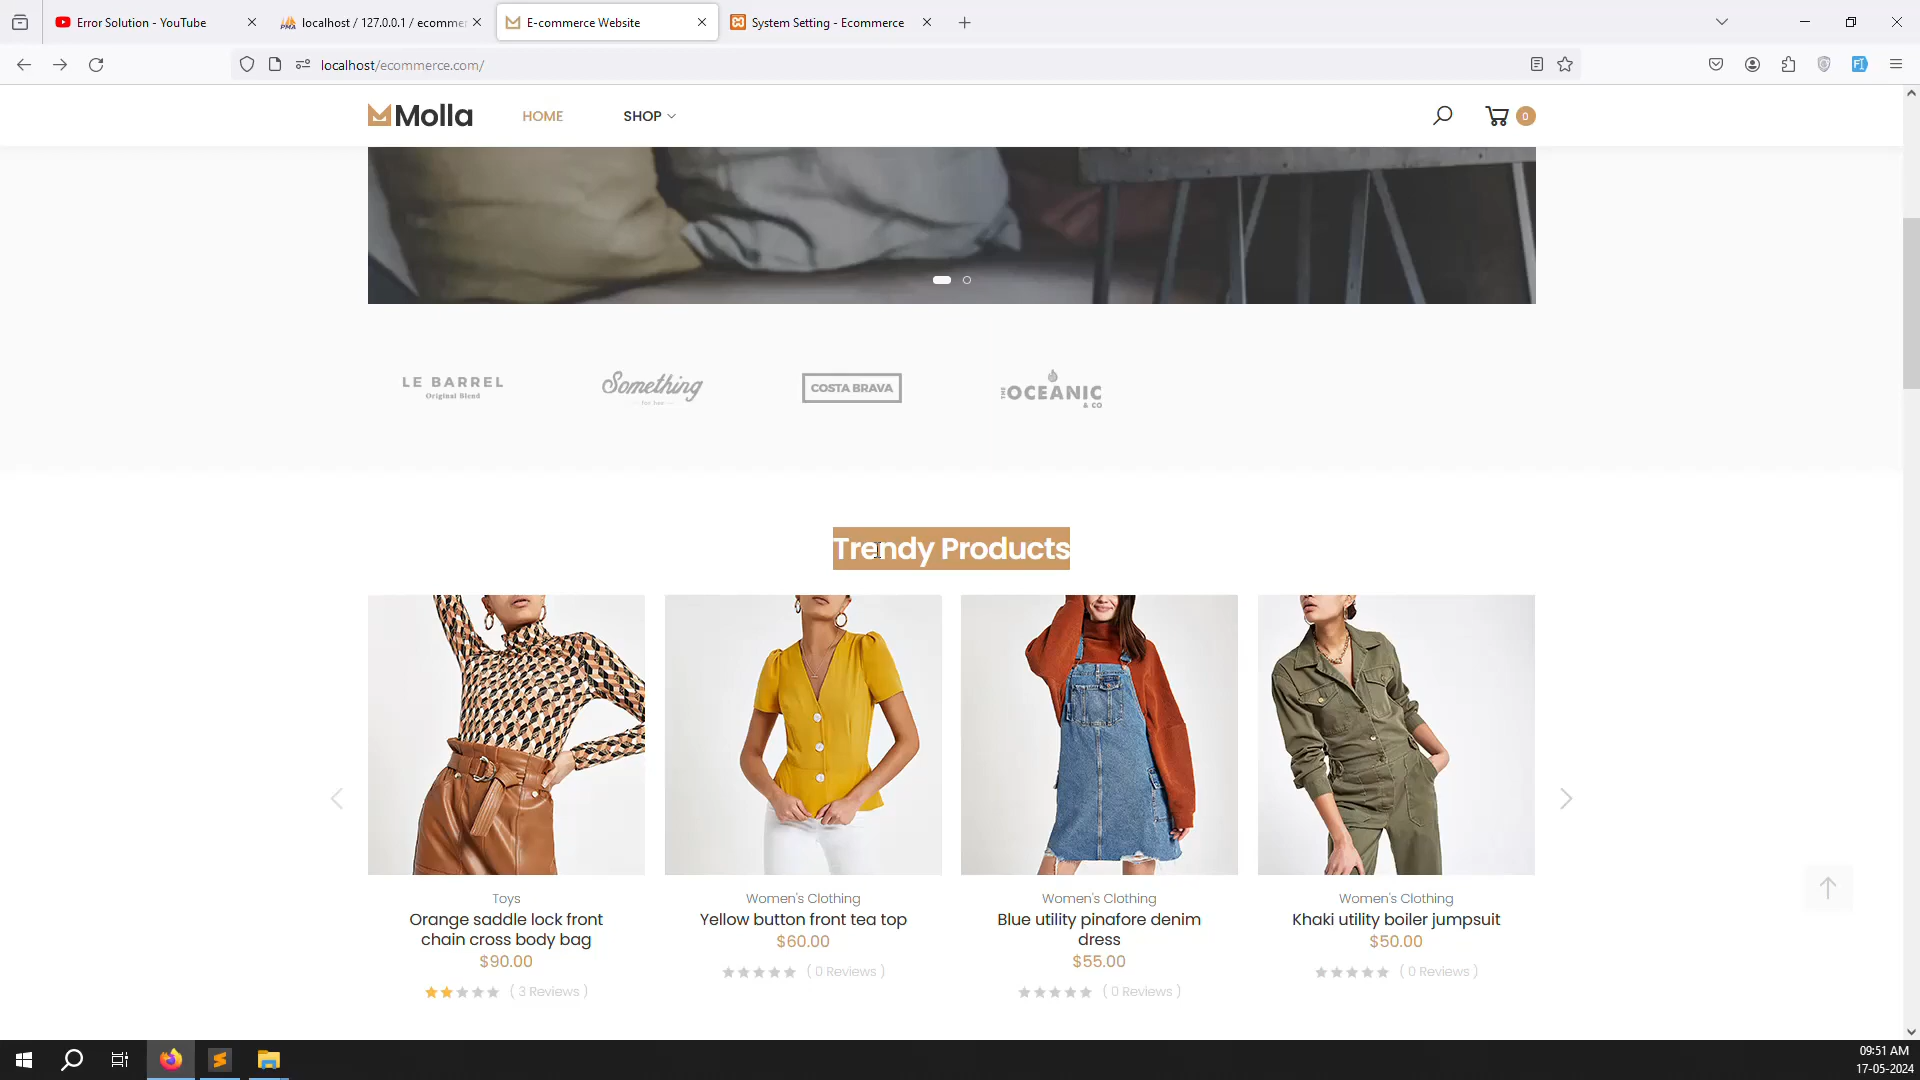 Error Solution - YouTube
localhost / 127.0.0.1 / ecomme
E-commerce Website
System Setting - Ecommerce
localhost/ecommerce.com/
Molla
HOME
SHOP
0
LE BARREL
Original Blend
Something
for her
COSTA BRAVA
THE OCEANIC
& CO
Trendy Products
Toys
Orange saddle lock front
chain cross body bag
$90.00
( 3 Reviews )
Women's Clothing
Yellow button front tea top
$60.00
( 0 Reviews )
Women's Clothing
Blue utility pinafore denim
dress
$55.00
( 0 Reviews )
Women's Clothing
Khaki utility boiler jumpsuit
$50.00
( 0 Reviews )
09:51 AM
17-05-2024